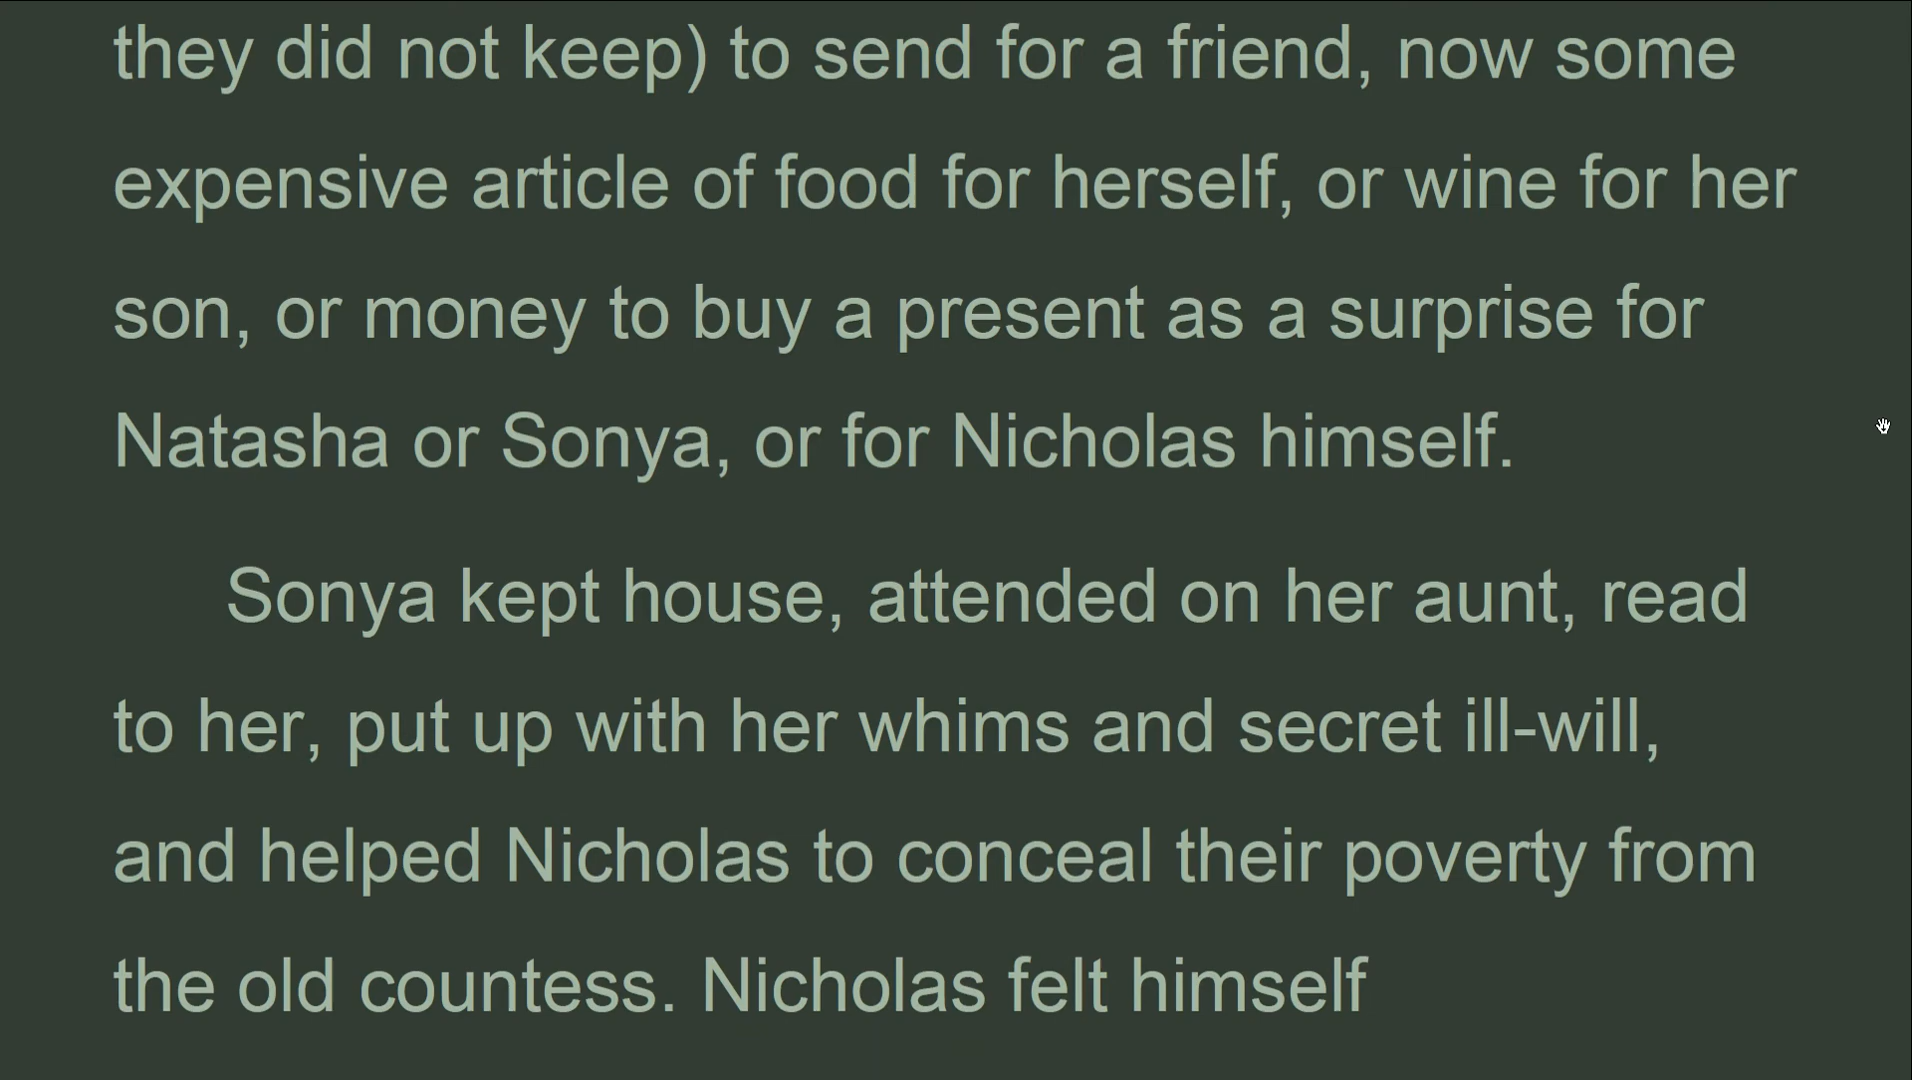 they did not keep) to send for a friend, now some
expensive article of food for herself, or wine for her
son, or money to buy a present as a surprise for
Natasha or Sonya, or for Nicholas himself.
Sonya kept house, attended on her aunt, read
to her, put up with her whims and secret ill-will,
and helped Nicholas to conceal their poverty from
the old countess. Nicholas felt himself